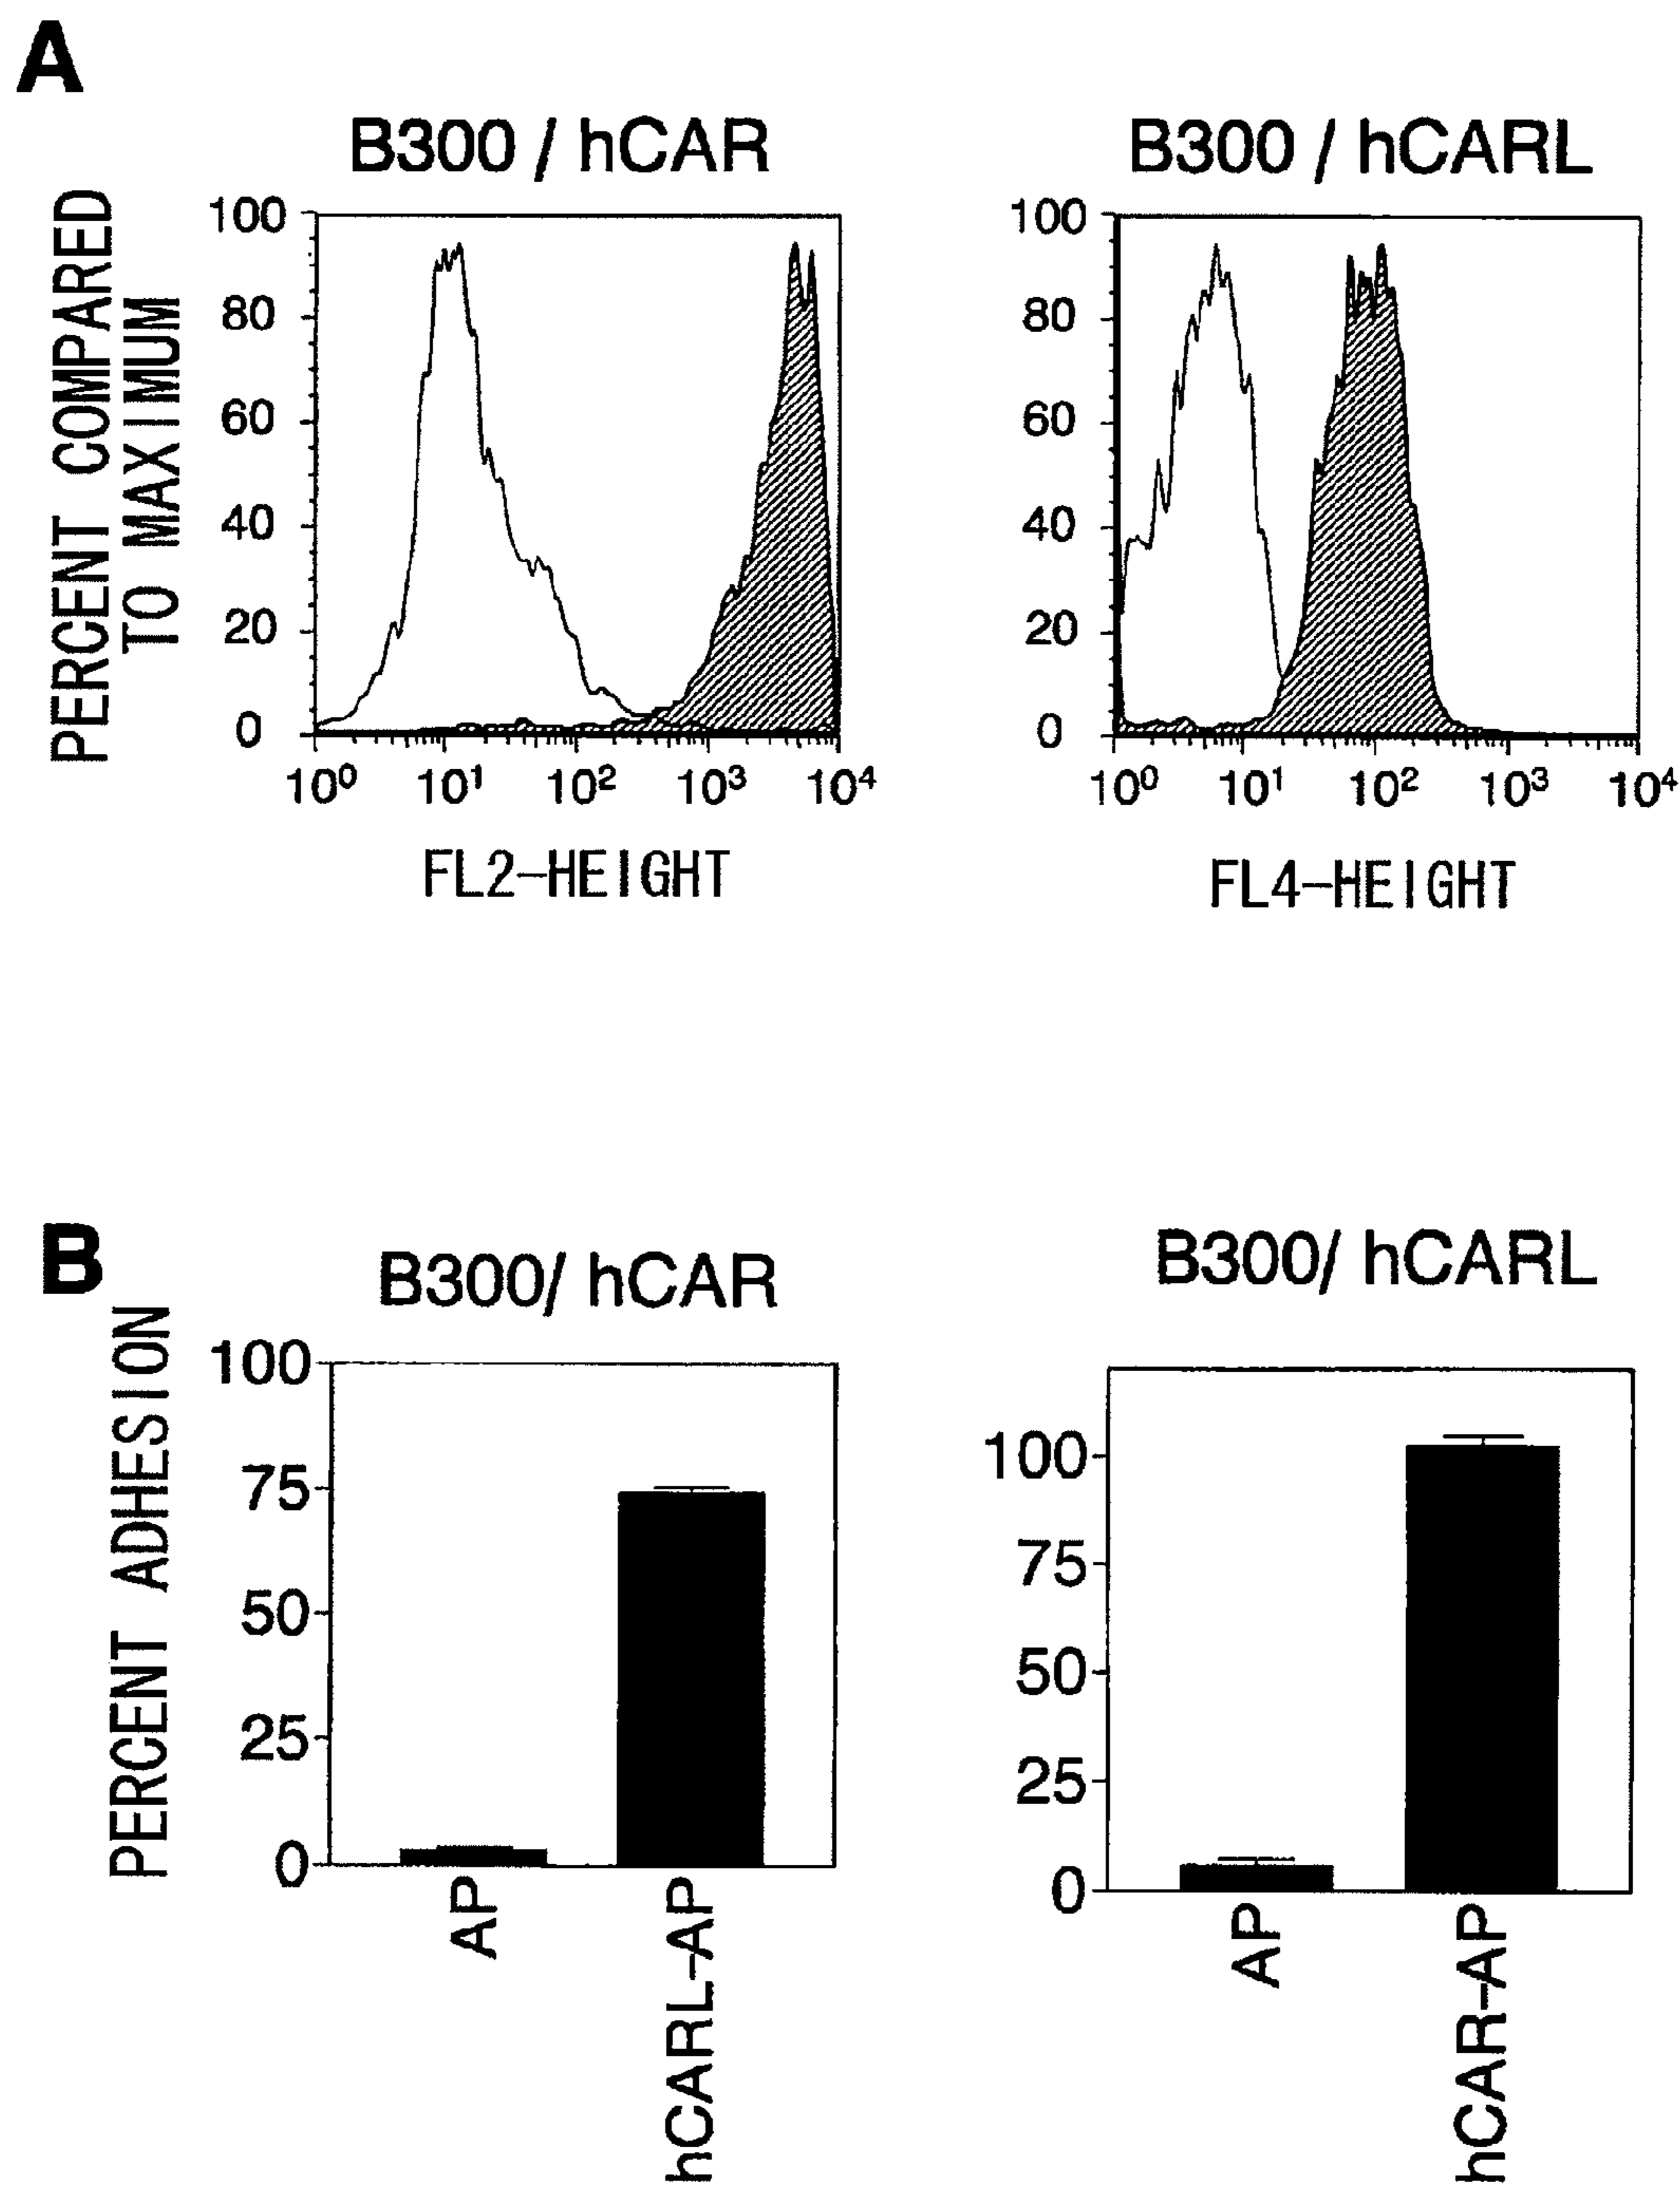 A
B300 / hCAR
B300 / hCARL
PERCENT COMPARED
TO MAXIMUM
100
80
60
40
20
0
10⁰ 10¹ 10² 10³ 10⁴
FL2-HEIGHT
100
80
60
40
20
0
10⁰ 10¹ 10² 10³ 10⁴
FL4-HEIGHT
B
B300/ hCAR
B300/ hCARL
PERCENT ADHESION
100
75
50
25
0
AP
hCARL-AP
100
75
50
25
0
AP
hCAR-AP